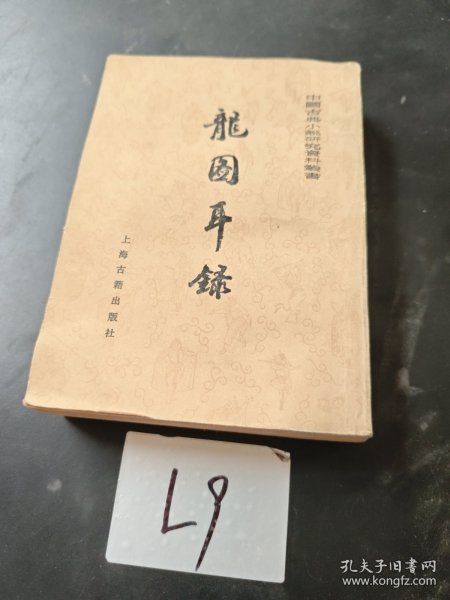 中國古典小說研究資料叢書
龍圖耳録
上海古籍出版社
L9
孔夫子旧书网
www.kongfz.com